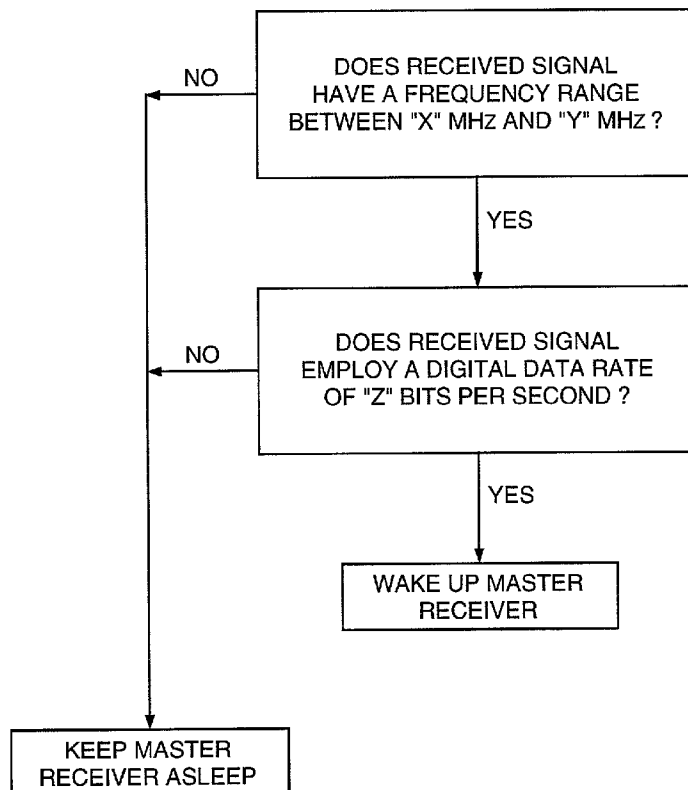 DOES RECEIVED SIGNAL
HAVE A FREQUENCY RANGE
BETWEEN "X" MHz AND "Y" MHz ?
NO
YES
DOES RECEIVED SIGNAL
EMPLOY A DIGITAL DATA RATE
OF "Z" BITS PER SECOND ?
NO
YES
WAKE UP MASTER
RECEIVER
KEEP MASTER
RECEIVER ASLEEP